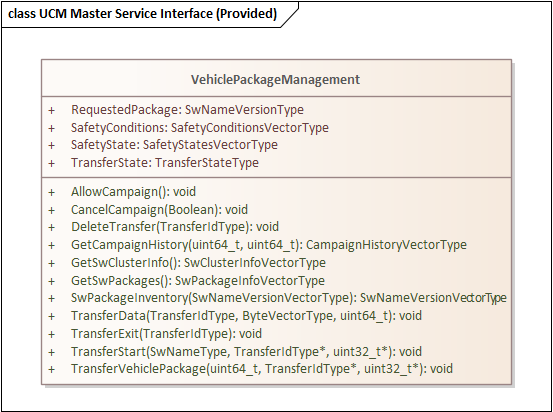 class UCM Master Service Interface (Provided)
VehiclePackageManagement
+ RequestedPackage: SwNameVersionType
+ SafetyConditions: SafetyConditionsVectorType
+ SafetyState: SafetyStatesVectorType
+ TransferState: TransferStateType
+ AllowCampaign(): void
+ CancelCampaign(Boolean): void
+ DeleteTransfer(TransferIdType): void
+ GetCampaignHistory(uint64_t, uint64_t): CampaignHistoryVectorType
+ GetSwClusterInfo(): SwClusterInfoVectorType
+ GetSwPackages(): SwPackageInfoVectorType
+ SwPackageInventory(SwNameVersionVectorType): SwNameVersionVectorType
+ TransferData(TransferIdType, ByteVectorType, uint64_t): void
+ TransferExit(TransferIdType): void
+ TransferStart(SwNameType, TransferIdType*, uint32_t*): void
+ TransferVehiclePackage(uint64_t, TransferIdType*, uint32_t*): void